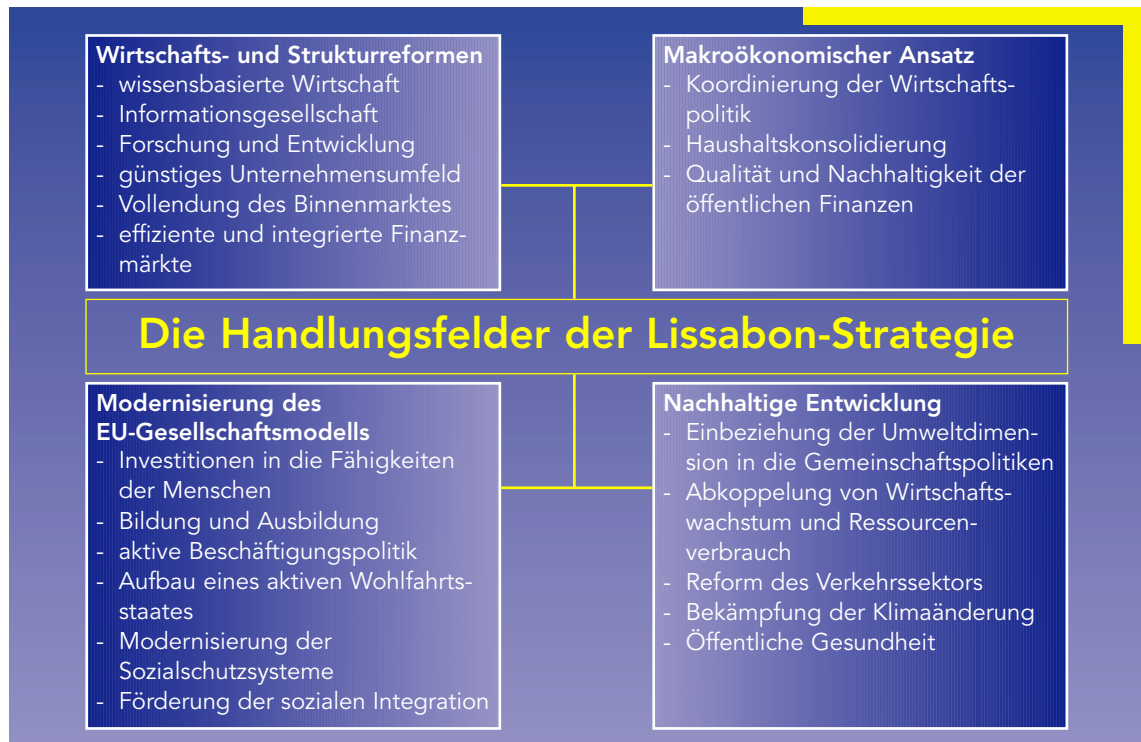 Wirtschafts- und Strukturreformen
- wissensbasierte Wirtschaft
- Informationsgesellschaft
- Forschung und Entwicklung
- günstiges Unternehmensumfeld
- Vollendung des Binnenmarktes
- effiziente und integrierte Finanz-
märkte
Makroökonomischer Ansatz
- Koordinierung der Wirtschafts-
politik
- Haushaltskonsolidierung
- Qualität und Nachhaltigkeit der
öffentlichen Finanzen
Die Handlungsfelder der Lissabon-Strategie
Modernisierung des
EU-Gesellschaftsmodells
- Investitionen in die Fähigkeiten
der Menschen
- Bildung und Ausbildung
- aktive Beschäftigungspolitik
- Aufbau eines aktiven Wohlfahrts-
staates
- Modernisierung der
Sozialschutzsysteme
- Förderung der sozialen Integration
Nachhaltige Entwicklung
- Einbeziehung der Umweltdimen-
sion in die Gemeinschaftspolitiken
- Abkoppelung von Wirtschafts-
wachstum und Ressourcen-
verbrauch
- Reform des Verkehrssektors
- Bekämpfung der Klimaänderung
- Öffentliche Gesundheit